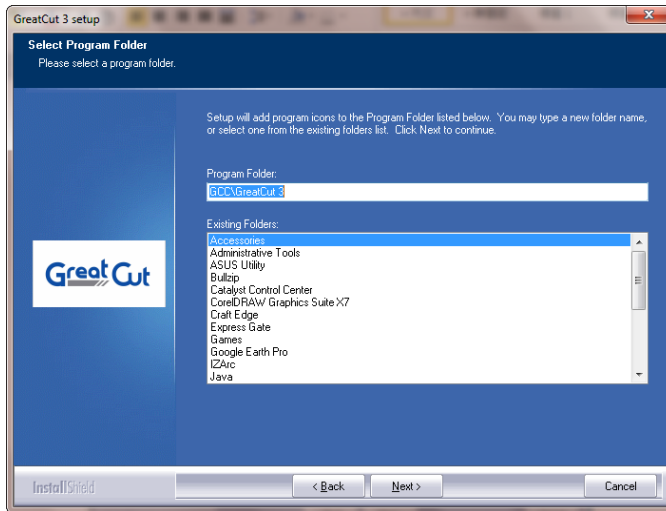 GreatCut 3 setup
Select Program Folder
Please select a program folder.
Setup will add program icons to the Program Folder listed below. You may type a new folder name,
or select one from the existing folders list. Click Next to continue.
Program Folder:
GCC\GreatCut 3
Existing Folders:
Accessories
Administrative Tools
ASUS Utility
Bullzip
Catalyst Control Center
CorelDRAW Graphics Suite X7
Craft Edge
Express Gate
Games
Google Earth Pro
IZArc
Java
Great Cut
InstallShield
< Back
Next >
Cancel